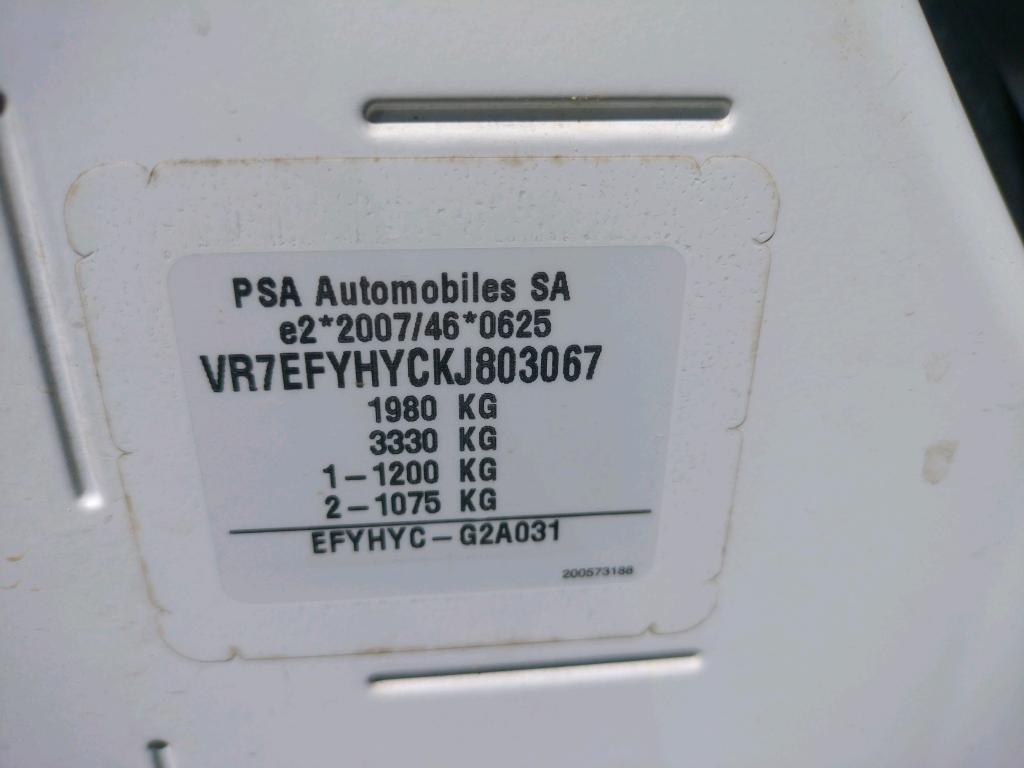 PSA Automobiles SA
e2*2007/46*0625
VR7EFYHYCKJ803067
1980 KG
3330 KG
1-1200 KG
2-1075 KG
EFYHYC-G2A031
200573188